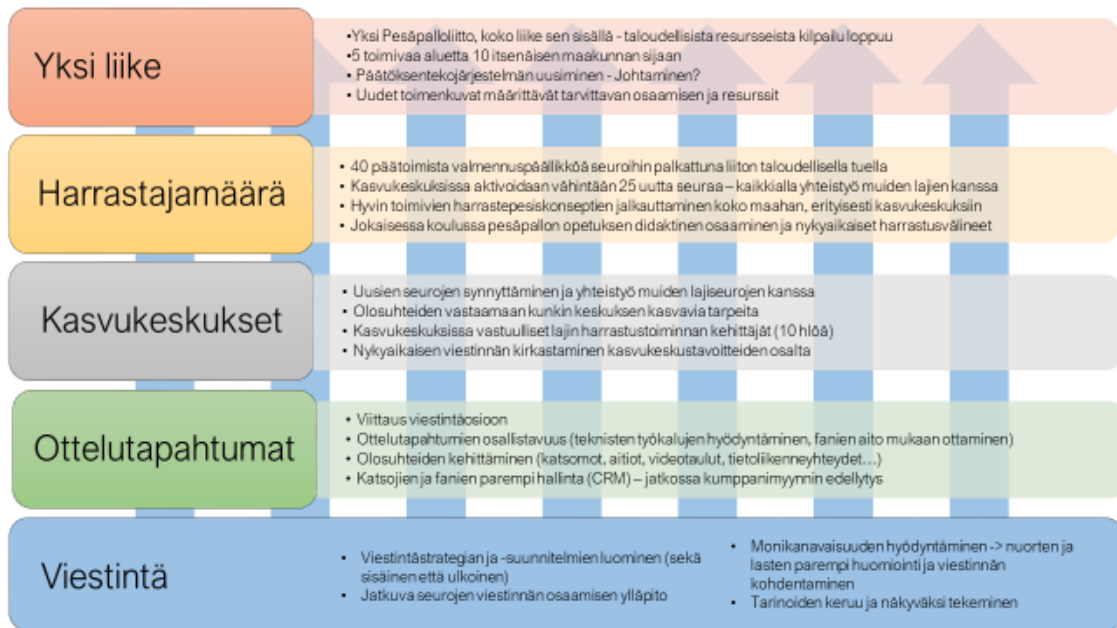 Yksi liike
•Yksi Pesäpalloliitto, koko liike sen sisällä - taloudellisista resursseista kilpailu loppuu
•5 toimivaa aluetta 10 itsenäisen maakunnan sijaan
• Päätöksentekojärjestelmän uusiminen - Johtaminen?
• Uudet toimenkuvat määrittävät tarvittavan osaamisen ja resurssit
Harrastajamäärä
• 40 päätoimista valmennuspäällikköä seuroihin palkattuna liiton taloudellisella tuella
• Kasvukeskuksissa aktivoidaan vähintään 25 uutta seuraa – kaikkialla yhteistyö muiden lajien kanssa
• Hyvin toimivien harrastepesiskonseptien jalkauttaminen koko maahan, erityisesti kasvukeskuksiin
• Jokaisessa koulussa pesäpallon opetuksen didaktinen osaaminen ja nykyaikaiset harrastusvälineet
Kasvukeskukset
• Uusien seurojen synnyttäminen ja yhteistyö muiden lajiseurojen kanssa
• Olosuhteiden vastaamaan kunkin keskuksen kasvavia tarpeita
• Kasvukeskuksissa vastuulliset lajin harrastustoiminnan kehittäjät (10 hlöä)
• Nykyaikaisen viestinnän kirkastaminen kasvukeskustavoitteiden osalta
Ottelutapahtumat
• Viittaus viestintäosioon
• Ottelutapahtumien osallistavuus (teknisten työkalujen hyödyntäminen, fanien aito mukaan ottaminen)
• Olosuhteiden kehittäminen (katsomot, aitiot, videotaulut, tietoliikenneyhteydet…)
• Katsojien ja fanien parempi hallinta (CRM) – jatkossa kumppanimyynnin edellytys
Viestintä
• Viestintästrategian ja -suunnitelmien luominen (sekä
sisäinen että ulkoinen)
• Jatkuva seurojen viestinnän osaamisen ylläpito
• Monikanavaisuuden hyödyntäminen -> nuorten ja
lasten parempi huomiointi ja viestinnän
kohdentaminen
• Tarinoiden keruu ja näkyväksi tekeminen